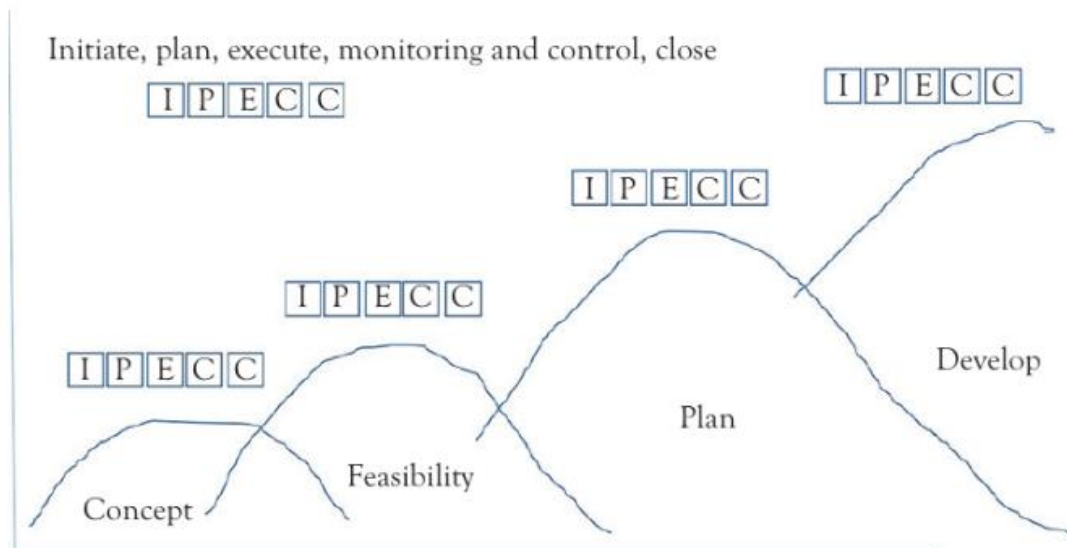 Initiate, plan, execute, monitoring and control, close
I P E C C
I P E C C
I P E C C
I P E C C
I P E C C
Develop
Plan
Feasibility
Concept